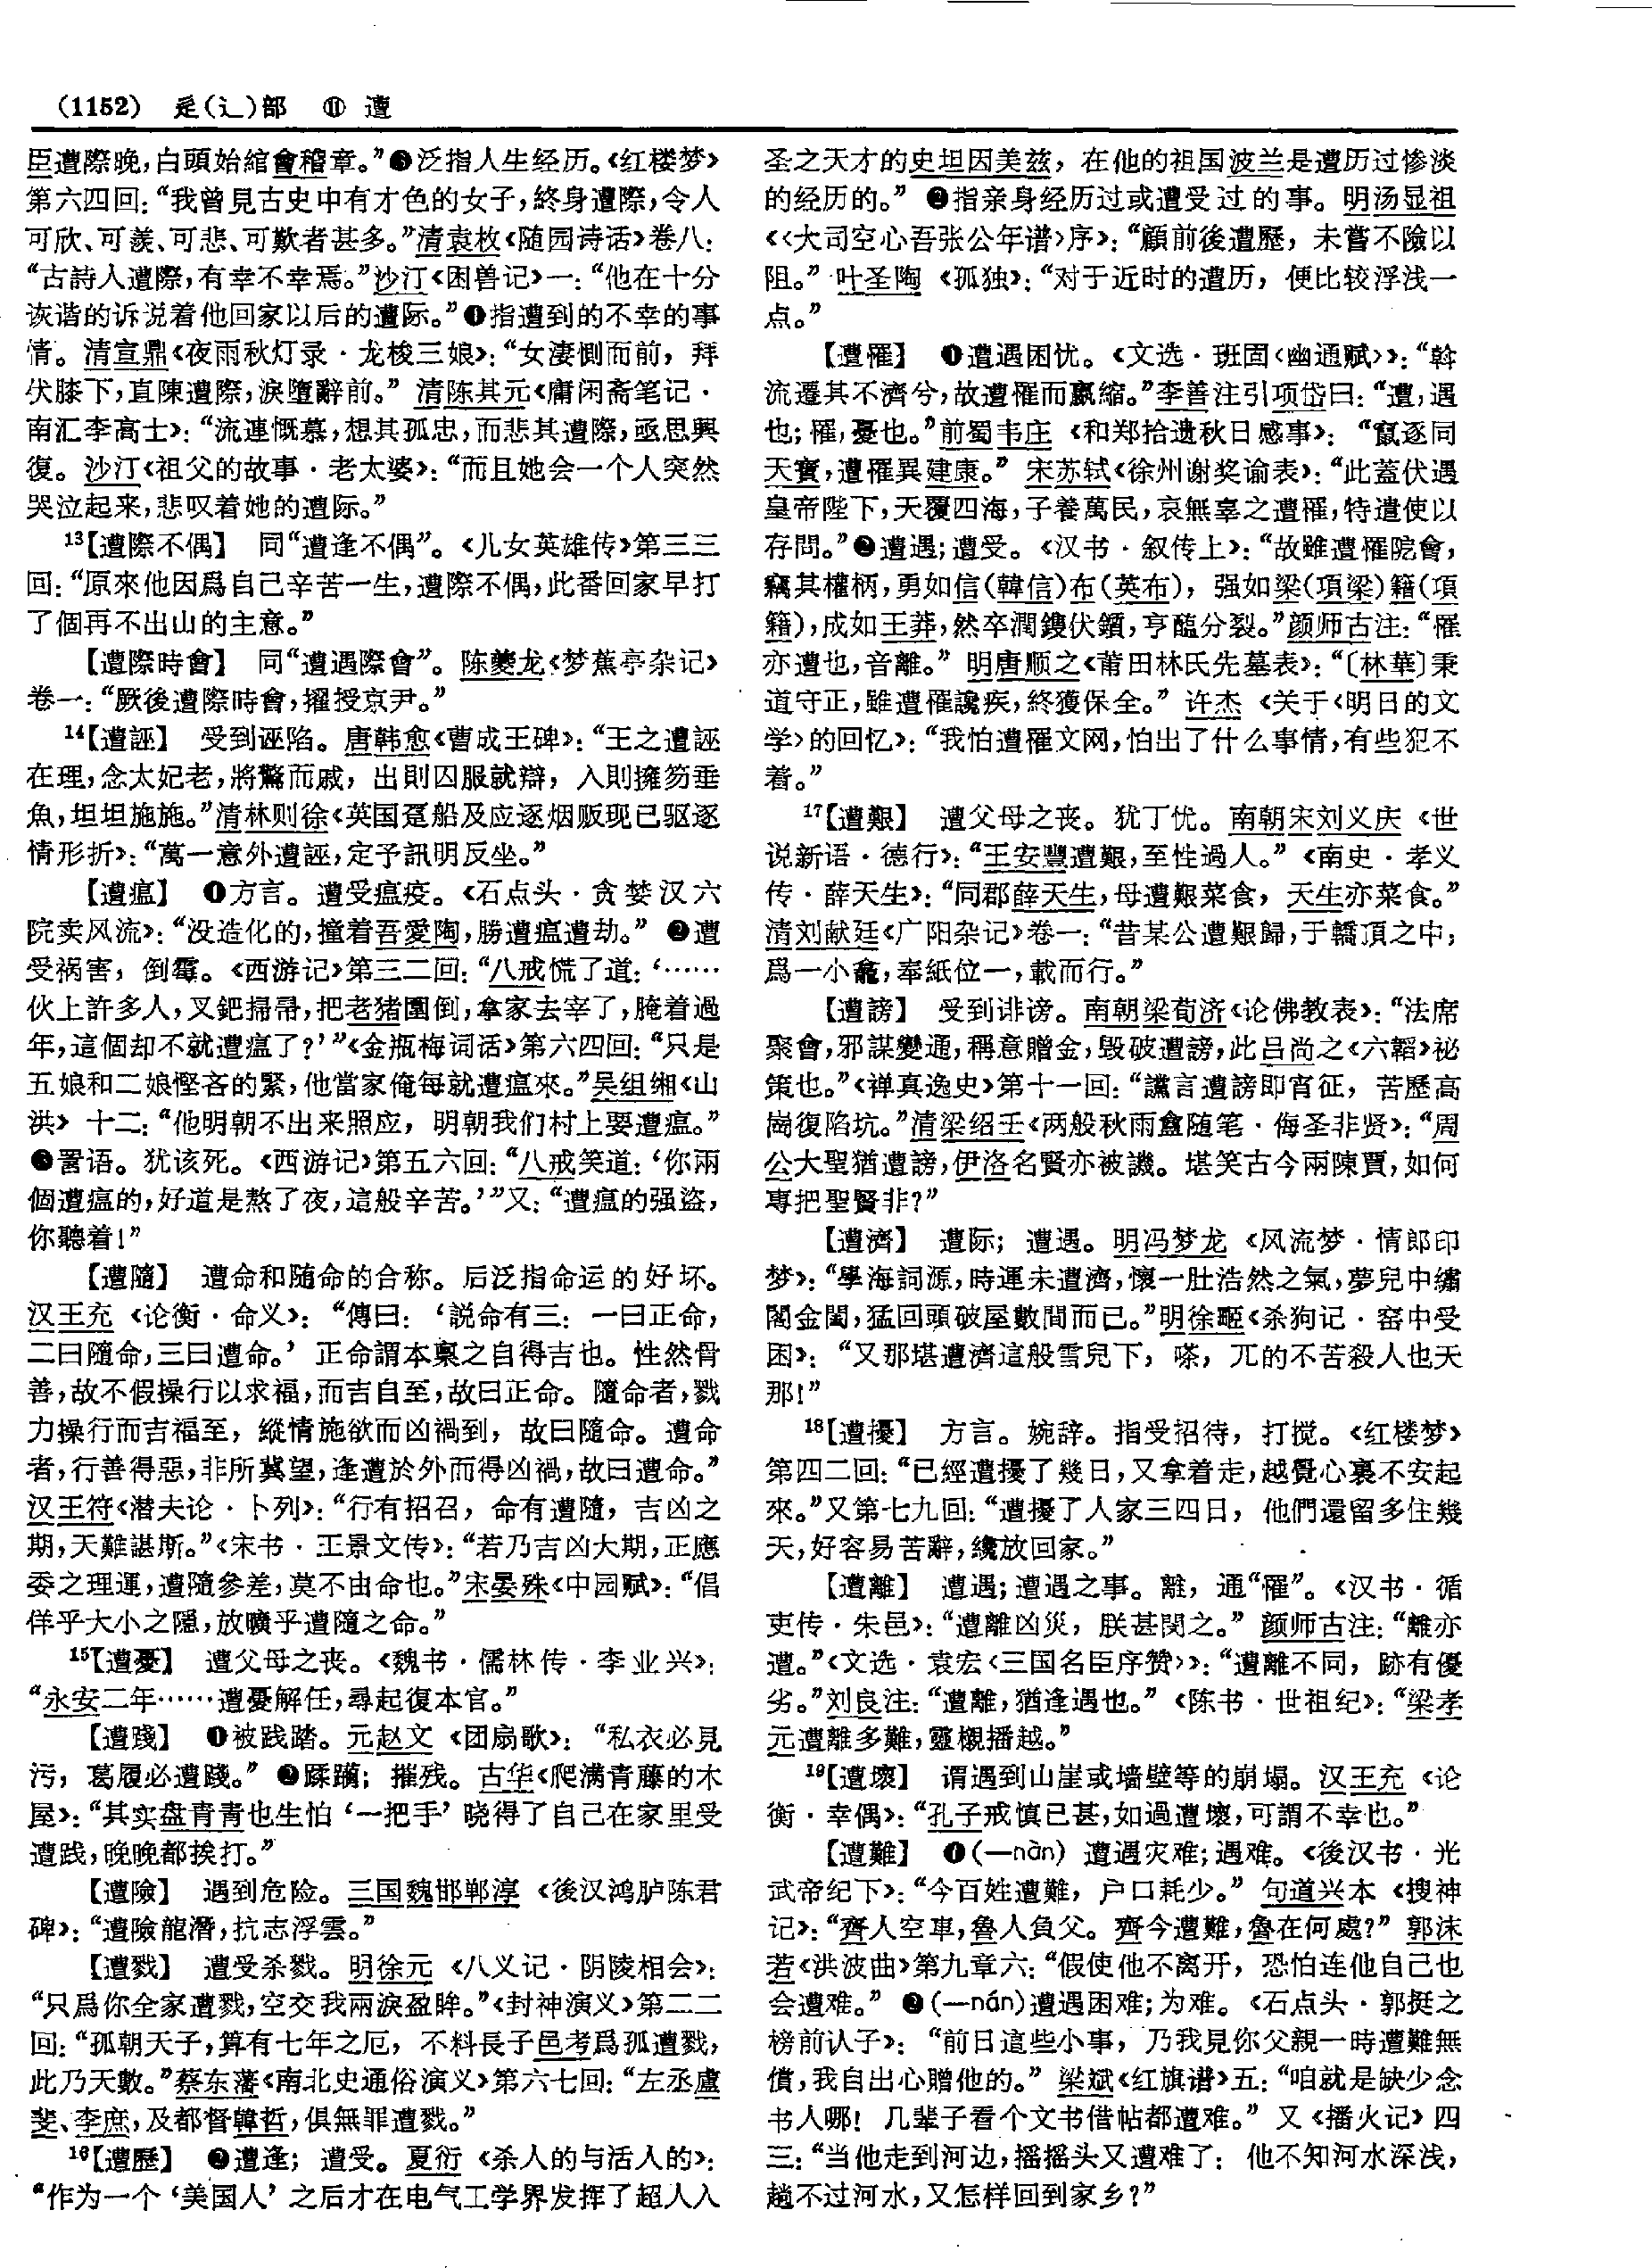 （1152） 辵(辶)部 ⑪ 遭
臣遭際晚，白頭始綰會稽章。”❸泛指人生经历。《红楼梦》
第六四回：“我曾見古史中有才色的女子，終身遭際，令人
可欣、可羨、可悲、可歎者甚多。”清袁枚《随园诗话》卷八：
“古詩人遭際，有幸不幸焉。”沙汀《困兽记》一：“他在十分
诙谐的诉说着他回家以后的遭际。”❹指遭到的不幸的事
情。清宣鼎《夜雨秋灯录·龙梭三娘》：“女淒惻而前，拜
伏膝下，直陳遭際，淚墮辭前。”清陈其元《庸闲斋笔记·
南汇李高士》：“流連慨慕，想其孤忠，而悲其遭際，亟思興
復。沙汀《祖父的故事·老太婆》：“而且她会一个人突然
哭泣起来，悲叹着她的遭际。”
13【遭際不偶】 同“遭逢不偶”。《儿女英雄传》第三三
回：“原來他因爲自己辛苦一生，遭際不偶，此番回家早打
了個再不出山的主意。”
【遭際時會】 同“遭遇際會”。陈夔龙《梦蕉亭杂记》
卷一：“厥後遭際時會，擢授京尹。”
14【遭誣】 受到诬陷。唐韩愈《曹成王碑》：“王之遭誣
在理，念太妃老，將驚而戚，出則囚服就辯，入則擁笏垂
魚，坦坦施施。”清林则徐《英国趸船及应逐烟贩现已驱逐
情形折》：“萬一意外遭誣，定予訊明反坐。”
【遭瘟】 ❶方言。遭受瘟疫。《石点头·贪婪汉六
院卖风流》：“没造化的，撞着吾愛陶，勝遭瘟遭劫。”❷遭
受祸害，倒霉。《西游记》第三二回：“八戒慌了道：‘……
伙上許多人，叉鈀掃帚，把老猪圍倒，拿家去宰了，腌着過
年，這個却不就遭瘟了？’”《金瓶梅词话》第六四回：“只是
五娘和二娘慳吝的緊，他當家俺每就遭瘟來。”吴组缃《山
洪》十二：“他明朝不出来照应，明朝我们村上要遭瘟。”
❸詈语。犹该死。《西游记》第五六回：“八戒笑道：‘你兩
個遭瘟的，好道是熬了夜，這般辛苦。’”又：“遭瘟的强盗，
你聽着！”
【遭隨】 遭命和随命的合称。后泛指命运的好坏。
汉王充《论衡·命义》：“傳曰：‘説命有三：一曰正命，
二曰隨命，三曰遭命。’正命謂本稟之自得吉也。性然骨
善，故不假操行以求福，而吉自至，故曰正命。隨命者，戮
力操行而吉福至，縱情施欲而凶禍到，故曰隨命。遭命
者，行善得惡，非所冀望，逢遭於外而得凶禍，故曰遭命。”
汉王符《潜夫论·卜列》：“行有招召，命有遭隨，吉凶之
期，天難諶斯。”《宋书·王景文传》：“若乃吉凶大期，正應
委之理運，遭隨參差，莫不由命也。”宋晏殊《中园赋》：“倡
佯乎大小之隱，放曠乎遭隨之命。”
15【遭憂】 遭父母之丧。《魏书·儒林传·李业兴》：
“永安二年……遭憂解任，尋起復本官。”
【遭踐】 ❶被践踏。元赵文《团扇歌》：“私衣必見
污，葛履必遭踐。”❷蹂躏；摧残。古华《爬满青藤的木
屋》：“其实盘青青也生怕‘一把手’晓得了自己在家里受
遭践，晚晚都挨打。”
【遭險】 遇到危险。三国魏邯郸淳《後汉鸿胪陈君
碑》：“遭險龍潛，抗志浮雲。”
【遭戮】 遭受杀戮。明徐元《八义记·阴陵相会》：
“只爲你全家遭戮，空交我兩淚盈眸。”《封神演义》第二二
回：“孤朝天子，算有七年之厄，不料長子邑考爲孤遭戮，
此乃天數。”蔡东藩《南北史通俗演义》第六七回：“左丞盧
斐、李庶，及都督韓哲，俱無罪遭戮。”
16【遭歷】 ❷遭逢；遭受。夏衍《杀人的与活人的》：
“作为一个‘美国人’之后才在电气工学界发挥了超人入
圣之天才的史坦因美兹，在他的祖国波兰是遭历过惨淡
的经历的。”❷指亲身经历过或遭受过的事。明汤显祖
《〈大司空心吾张公年谱〉序》：“顧前後遭歷，未嘗不險以
阻。”叶圣陶《孤独》：“对于近时的遭历，便比较浮浅一
点。”
【遭罹】 ❶遭遇困忧。《文选·班固〈幽通赋〉》：“斡
流遷其不濟兮，故遭罹而嬴縮。”李善注引项岱曰：“遭，遇
也；罹，憂也。”前蜀韦庄《和郑拾遗秋日感事》：“竄逐同
天寶，遭罹異建康。”宋苏轼《徐州谢奖谕表》：“此蓋伏遇
皇帝陛下，天覆四海，子養萬民，哀無辜之遭罹，特遣使以
存問。”❷遭遇；遭受。《汉书·叙传上》：“故雖遭罹阸會，
竊其權柄，勇如信(韓信)布(英布)，强如梁(項梁)籍(項
籍)，成如王莽，然卒潤鑊伏鑕，亨醢分裂。”颜师古注：“罹
亦遭也，音離。”明唐顺之《莆田林氏先墓表》：“〔林華〕秉
道守正，雖遭罹讒疾，終獲保全。”许杰《关于〈明日的文
学〉的回忆》：“我怕遭罹文网，怕出了什么事情，有些犯不
着。”
17【遭艱】 遭父母之丧。犹丁忧。南朝宋刘义庆《世
说新语·德行》：“王安豐遭艱，至性過人。”《南史·孝义
传·薛天生》：“同郡薛天生，母遭艱菜食，天生亦菜食。”
清刘献廷《广阳杂记》卷一：“昔某公遭艱歸，于轎頂之中，
爲一小龕，奉紙位一，載而行。”
【遭謗】 受到诽谤。南朝梁荀济《论佛教表》：“法席
聚會，邪謀變通，稱意贈金，毁破遭謗，此吕尚之《六韜》祕
策也。”《禅真逸史》第十一回：“讜言遭謗即宵征，苦歷高
崗復陷坑。”清梁绍壬《两般秋雨盦随笔·侮圣非贤》：“周
公大聖猶遭謗，伊洛名賢亦被譏。堪笑古今兩陳賈，如何
專把聖賢非？”
【遭濟】 遭际；遭遇。明冯梦龙《风流梦·情郎印
梦》：“學海詞源，時運未遭濟，懷一肚浩然之氣，夢兒中繡
閣金閨，猛回頭破屋數間而已。”明徐𤱹《杀狗记·窑中受
困》：“又那堪遭濟這般雪兒下，嗏，兀的不苦殺人也天
那！”
18【遭擾】 方言。婉辞。指受招待，打搅。《红楼梦》
第四二回：“已經遭擾了幾日，又拿着走，越覺心裏不安起
來。”又第七九回：“遭擾了人家三四日，他們還留多住幾
天，好容易苦辭，纔放回家。”
【遭離】 遭遇；遭遇之事。離，通“罹”。《汉书·循
吏传·朱邑》：“遭離凶災，朕甚閔之。”颜师古注：“離亦
遭。”《文选·袁宏〈三国名臣序赞〉》：“遭離不同，跡有優
劣。”刘良注：“遭離，猶逢遇也。”《陈书·世祖纪》：“梁孝
元遭離多難，靈櫬播越。”
19【遭壞】 谓遇到山崖或墙壁等的崩塌。汉王充《论
衡·幸偶》：“孔子戒慎已甚，如過遭壞，可謂不幸也。”
【遭難】 ❶(—nàn) 遭遇灾难；遇难。《後汉书·光
武帝纪下》：“今百姓遭難，户口耗少。”句道兴本《搜神
记》：“齊人空車，魯人負父。齊今遭難，魯在何處？”郭沫
若《洪波曲》第九章六：“假使他不离开，恐怕连他自己也
会遭难。”❷(—nán)遭遇困难；为难。《石点头·郭挺之
榜前认子》：“前日這些小事，乃我見你父親一時遭難無
償，我自出心贈他的。”梁斌《红旗谱》五：“咱就是缺少念
书人哪！几辈子看个文书借帖都遭难。”又《播火记》四
三：“当他走到河边，摇摇头又遭难了：他不知河水深浅，
趟不过河水，又怎样回到家乡？”